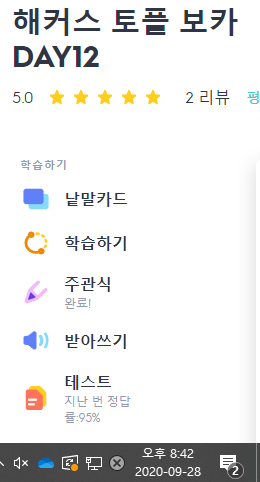 해커스 토플 보카
DAY12
5.0
2 리뷰
평
학습하기
낱말카드
학습하기
주관식
완료!
받아쓰기
테스트
지난 번 정답
률:95%
오후 8:42
2020-09-28
2